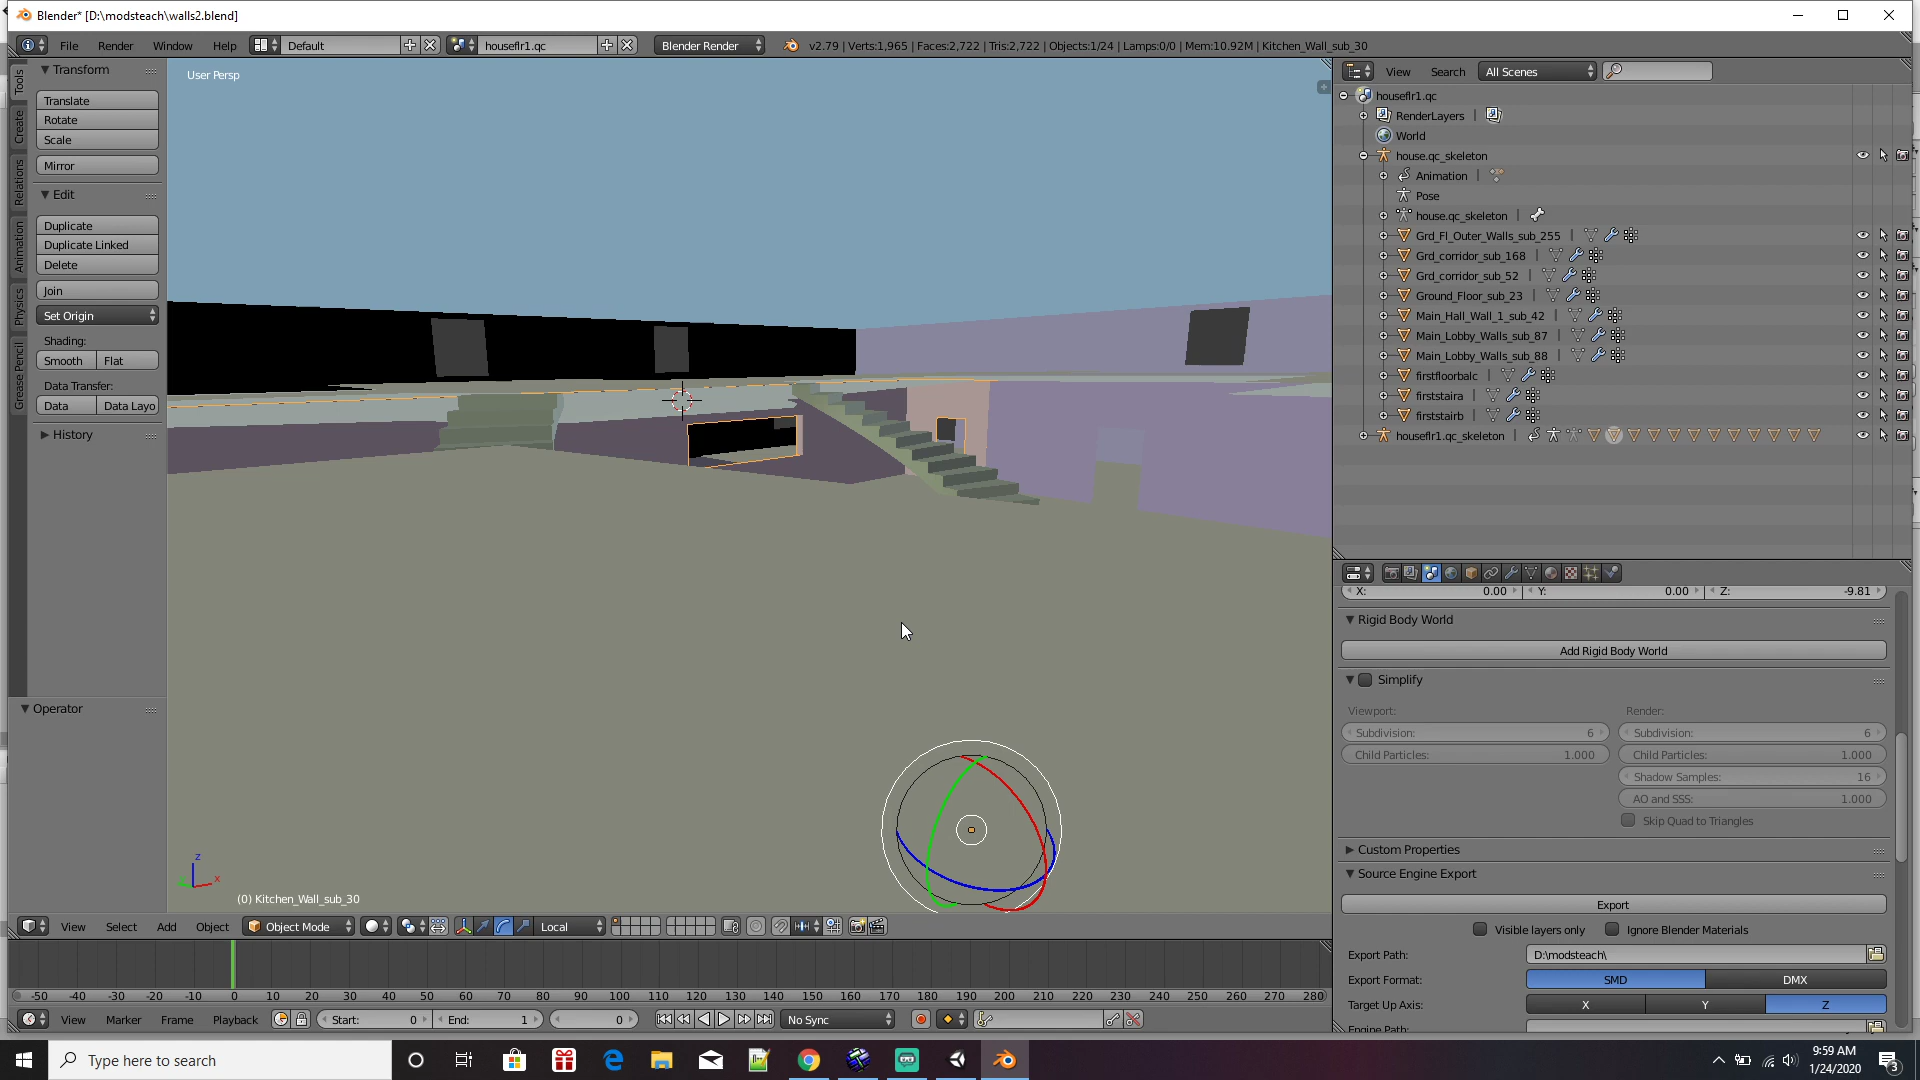 Blender* [D:\modsteach\walls2.blend]
File Render Window Help Default houseflr1.qc Blender Render v2.79 | Verts:1,965 | Faces:2,722 | Tris:2,722 | Objects:1/24 | Lamps:0/0 | Mem:10.92M | Kitchen_Wall_sub_30
Tools
Create
Relations
Animation
Physics
Grease Pencil
Transform
Translate
Rotate
Scale
Mirror
Edit
Duplicate
Duplicate Linked
Delete
Join
Set Origin
Shading:
Smooth Flat
Data Transfer:
Data Data Layo
History
Operator
User Persp
z
x
(0) Kitchen_Wall_sub_30
View Search All Scenes
houseflr1.qc
RenderLayers
World
house.qc_skeleton
Animation
Pose
house.qc_skeleton
Grd_Fl_Outer_Walls_sub_255
Grd_corridor_sub_168
Grd_corridor_sub_52
Ground_Floor_sub_23
Main_Hall_Wall_1_sub_42
Main_Lobby_Walls_sub_87
Main_Lobby_Walls_sub_88
firstfloorbalc
firststaira
firststairb
houseflr1.qc_skeleton
X: 0.00 Y: 0.00 Z: -9.81
Rigid Body World
Add Rigid Body World
Simplify
Viewport: Render:
Subdivision: 6 Subdivision: 6
Child Particles: 1.000 Child Particles: 1.000
Shadow Samples: 16
AO and SSS: 1.000
Skip Quad to Triangles
Custom Properties
Source Engine Export
Export
Visible layers only Ignore Blender Materials
Export Path: D:\modsteach\
Export Format: SMD DMX
Target Up Axis: X Y Z
Engine Path:
View Select Add Object Object Mode Local
-50 -40 -30 -20 -10 0 10 20 30 40 50 60 70 80 90 100 110 120 130 140 150 160 170 180 190 200 210 220 230 240 250 260 270 280
View Marker Frame Playback Start: 0 End: 1 0 No Sync
Type here to search
9:59 AM
1/24/2020
3